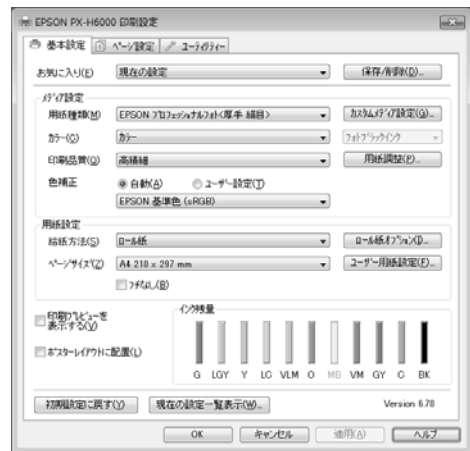 EPSON PX-H6000 印刷設定
基本設定 ページ設定 ユーティリティー
お気に入り(E) 現在の設定 保存/削除(D)...
メディア設定
用紙種類(M) EPSON プロフェッショナルフォト<厚手 絹目> カスタムメディア設定(G)...
カラー(C) カラー フォトブラックインク
印刷品質(Q) 高精細 用紙調整(P)...
色補正 自動(A) ユーザー設定(T)
EPSON 基準色 (sRGB)
用紙設定
給紙方法(S) ロール紙 ロール紙オプション(I)...
ページサイズ(Z) A4 210 x 297 mm ユーザー用紙設定(F)...
フチなし(B)
印刷プレビューを
表示する(V)
ポスターレイアウトに配置(L)
インク残量
G LGY Y LC VLM O MB VM GY C BK
初期設定に戻す(Y) 現在の設定一覧表示(W)... Version 6.70
OK キャンセル 適用(A) ヘルプ